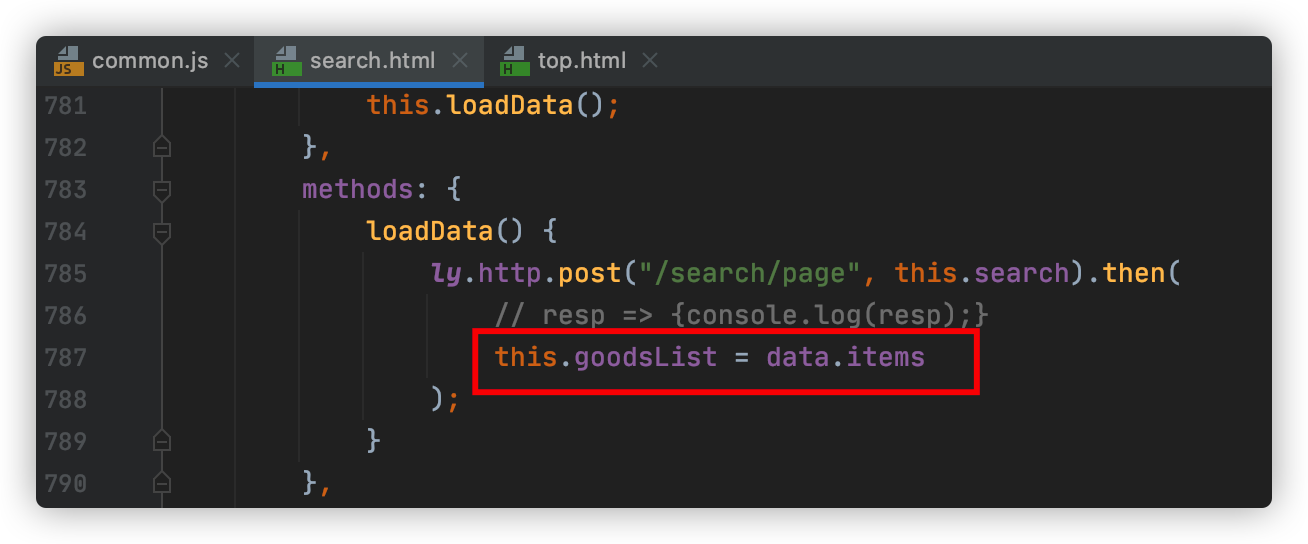 JS common.js × H search.html × H top.html ×
781 this.loadData();
782 },
783 methods: {
784 loadData() {
785 ly.http.post("/search/page", this.search).then(
786 // resp => {console.log(resp);}
787 this.goodsList = data.items
788 );
789 }
790 },